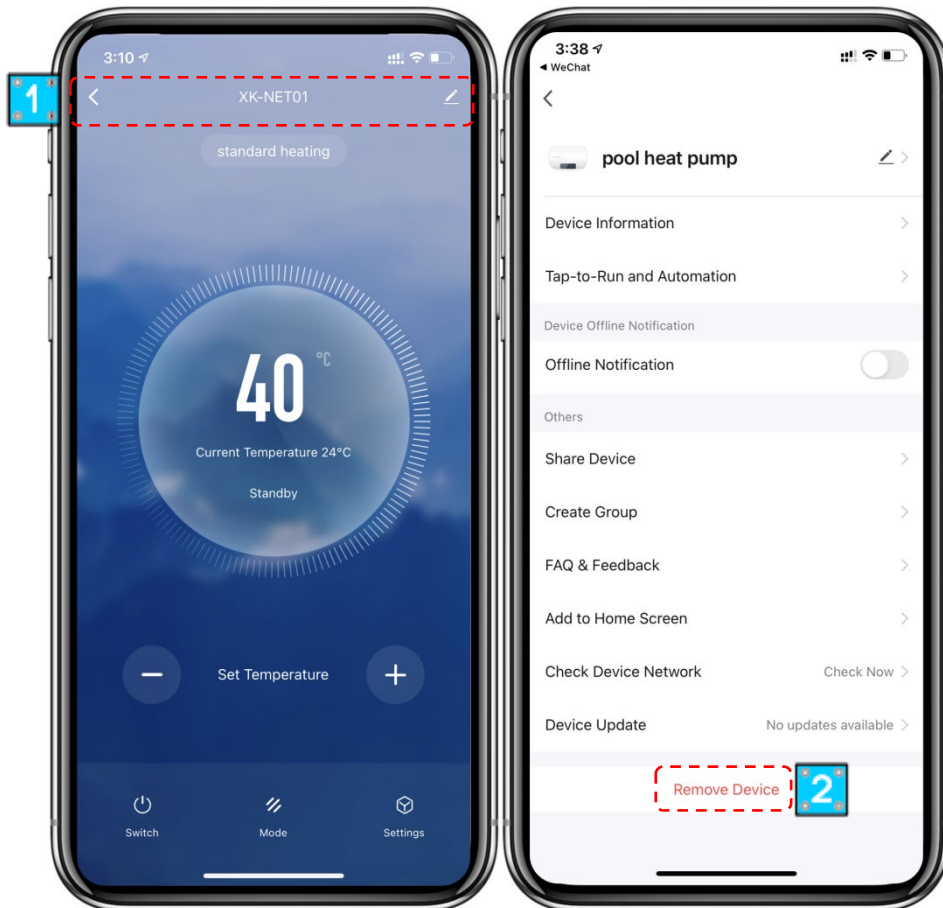 1
3:10
XK-NET01
standard heating
40 °C
Current Temperature 24°C
Standby
Set Temperature
Switch
Mode
Settings
3:38
WeChat
pool heat pump
Device Information
Tap-to-Run and Automation
Device Offline Notification
Offline Notification
Others
Share Device
Create Group
FAQ & Feedback
Add to Home Screen
Check Device Network Check Now
Device Update No updates available
Remove Device 2